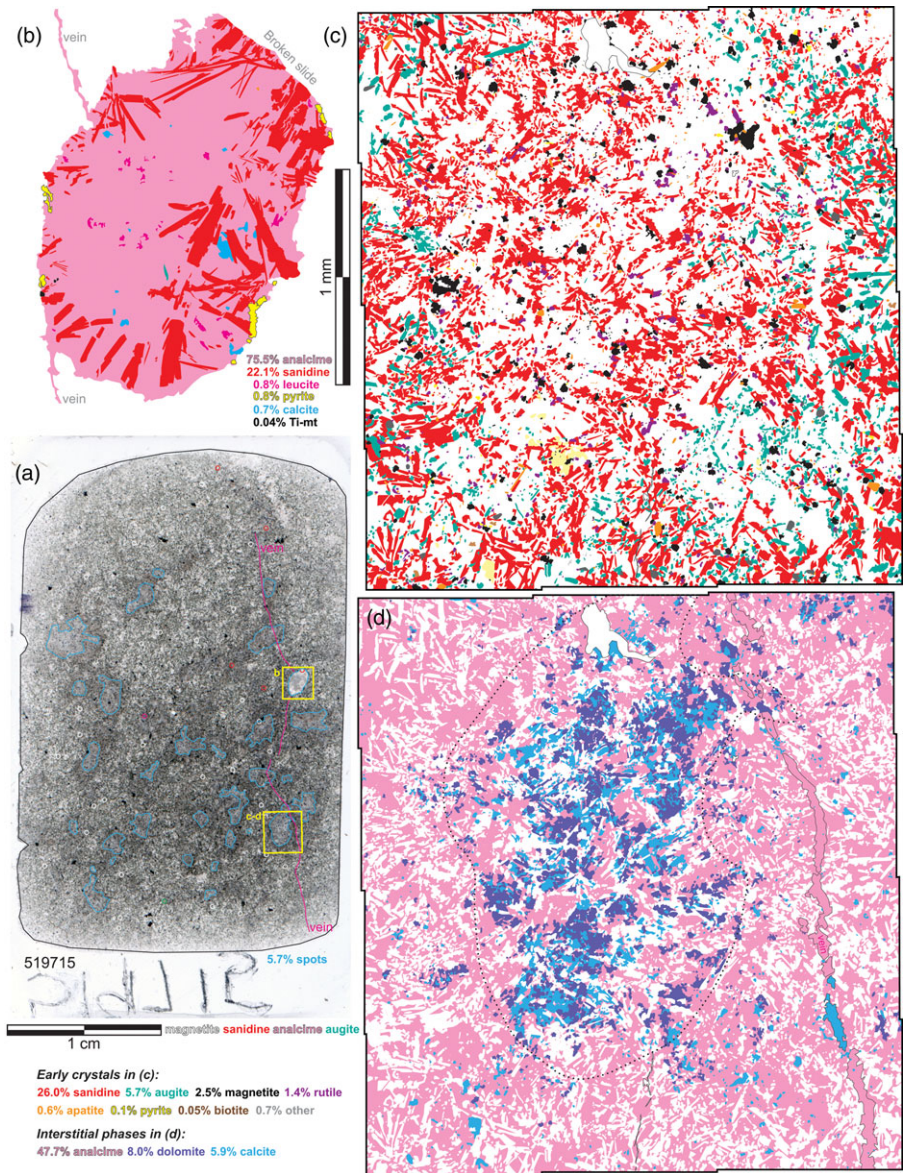 (b)
vein
Broken slide
1 mm
75.5% analcime
22.1% sanidine
0.8% leucite
0.8% pyrite
0.7% calcite
0.04% Ti-mt
vein
(c)
(a)
vein
b
c-d
vein
519715
5.7% spots
magnetite sanidine analcime augite
1 cm
Early crystals in (c):
26.0% sanidine 5.7% augite 2.5% magnetite 1.4% rutile
0.6% apatite 0.1% pyrite 0.05% biotite 0.7% other
Interstitial phases in (d):
47.7% analcime 8.0% dolomite 5.9% calcite
(d)
vein